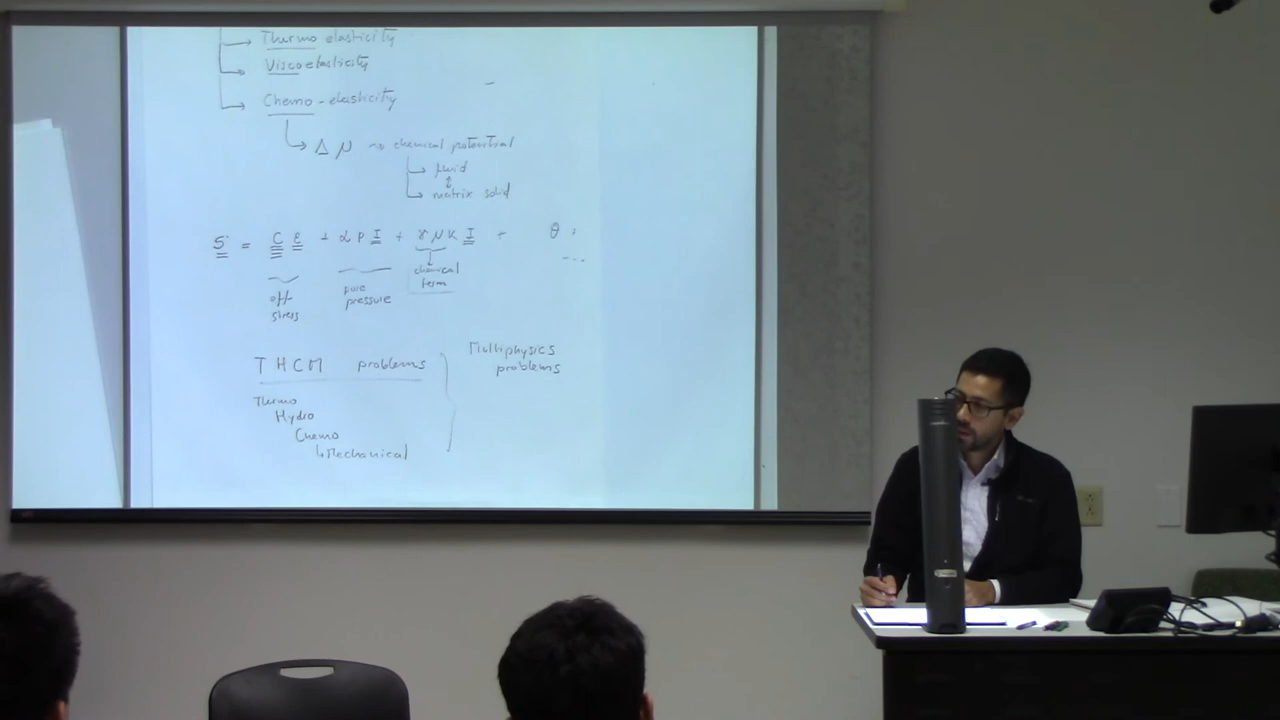 Thermo elasticity
Viscoelasticity
Chemo-elasticity
Δμ ~> chemical potential
fluid
matrix solid
S = C ε + α P I + γ μ K I + θ :
eff stress
pore pressure
chemical term
...
THCM problems
Multiphysics problems
Thermo
Hydro
Chemo
Mechanical